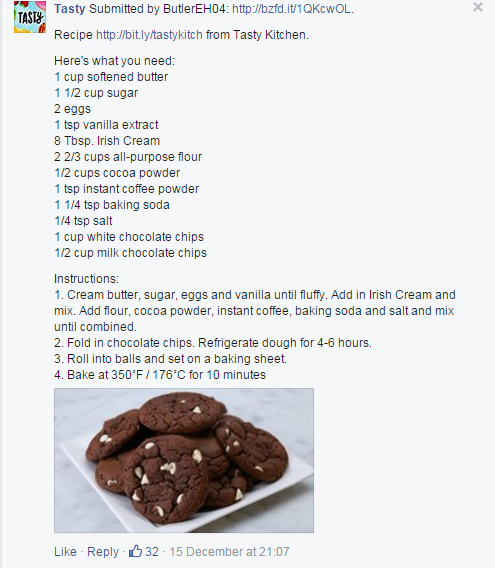 TASTY
Tasty Submitted by ButlerEH04: http://bzfd.it/1QKcwOL.
Recipe http://bit.ly/tastykitch from Tasty Kitchen.
Here's what you need:
1 cup softened butter
1 1/2 cup sugar
2 eggs
1 tsp vanilla extract
8 Tbsp. Irish Cream
2 2/3 cups all-purpose flour
1/2 cups cocoa powder
1 tsp instant coffee powder
1 1/4 tsp baking soda
1/4 tsp salt
1 cup white chocolate chips
1/2 cup milk chocolate chips
Instructions:
1. Cream butter, sugar, eggs and vanilla until fluffy. Add in Irish Cream and
mix. Add flour, cocoa powder, instant coffee, baking soda and salt and mix
until combined.
2. Fold in chocolate chips. Refrigerate dough for 4-6 hours.
3. Roll into balls and set on a baking sheet.
4. Bake at 350°F / 176°C for 10 minutes
Like · Reply · 32 · 15 December at 21:07